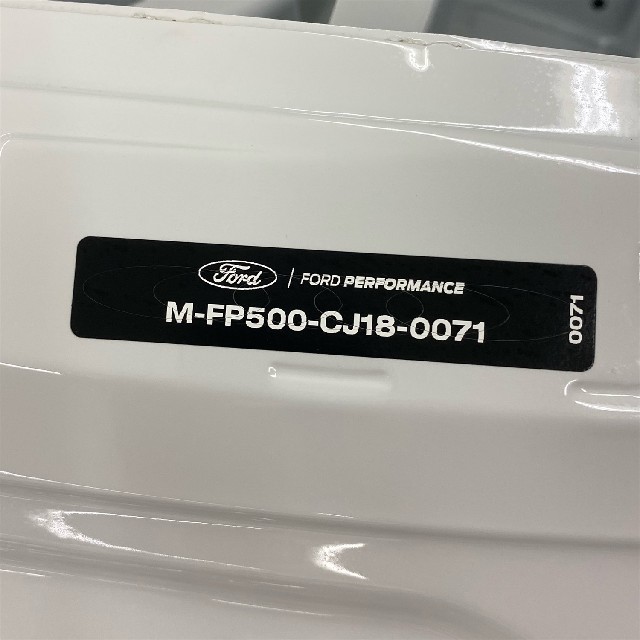 Ford | FORD PERFORMANCE
M-FP500-CJ18-0071
0071